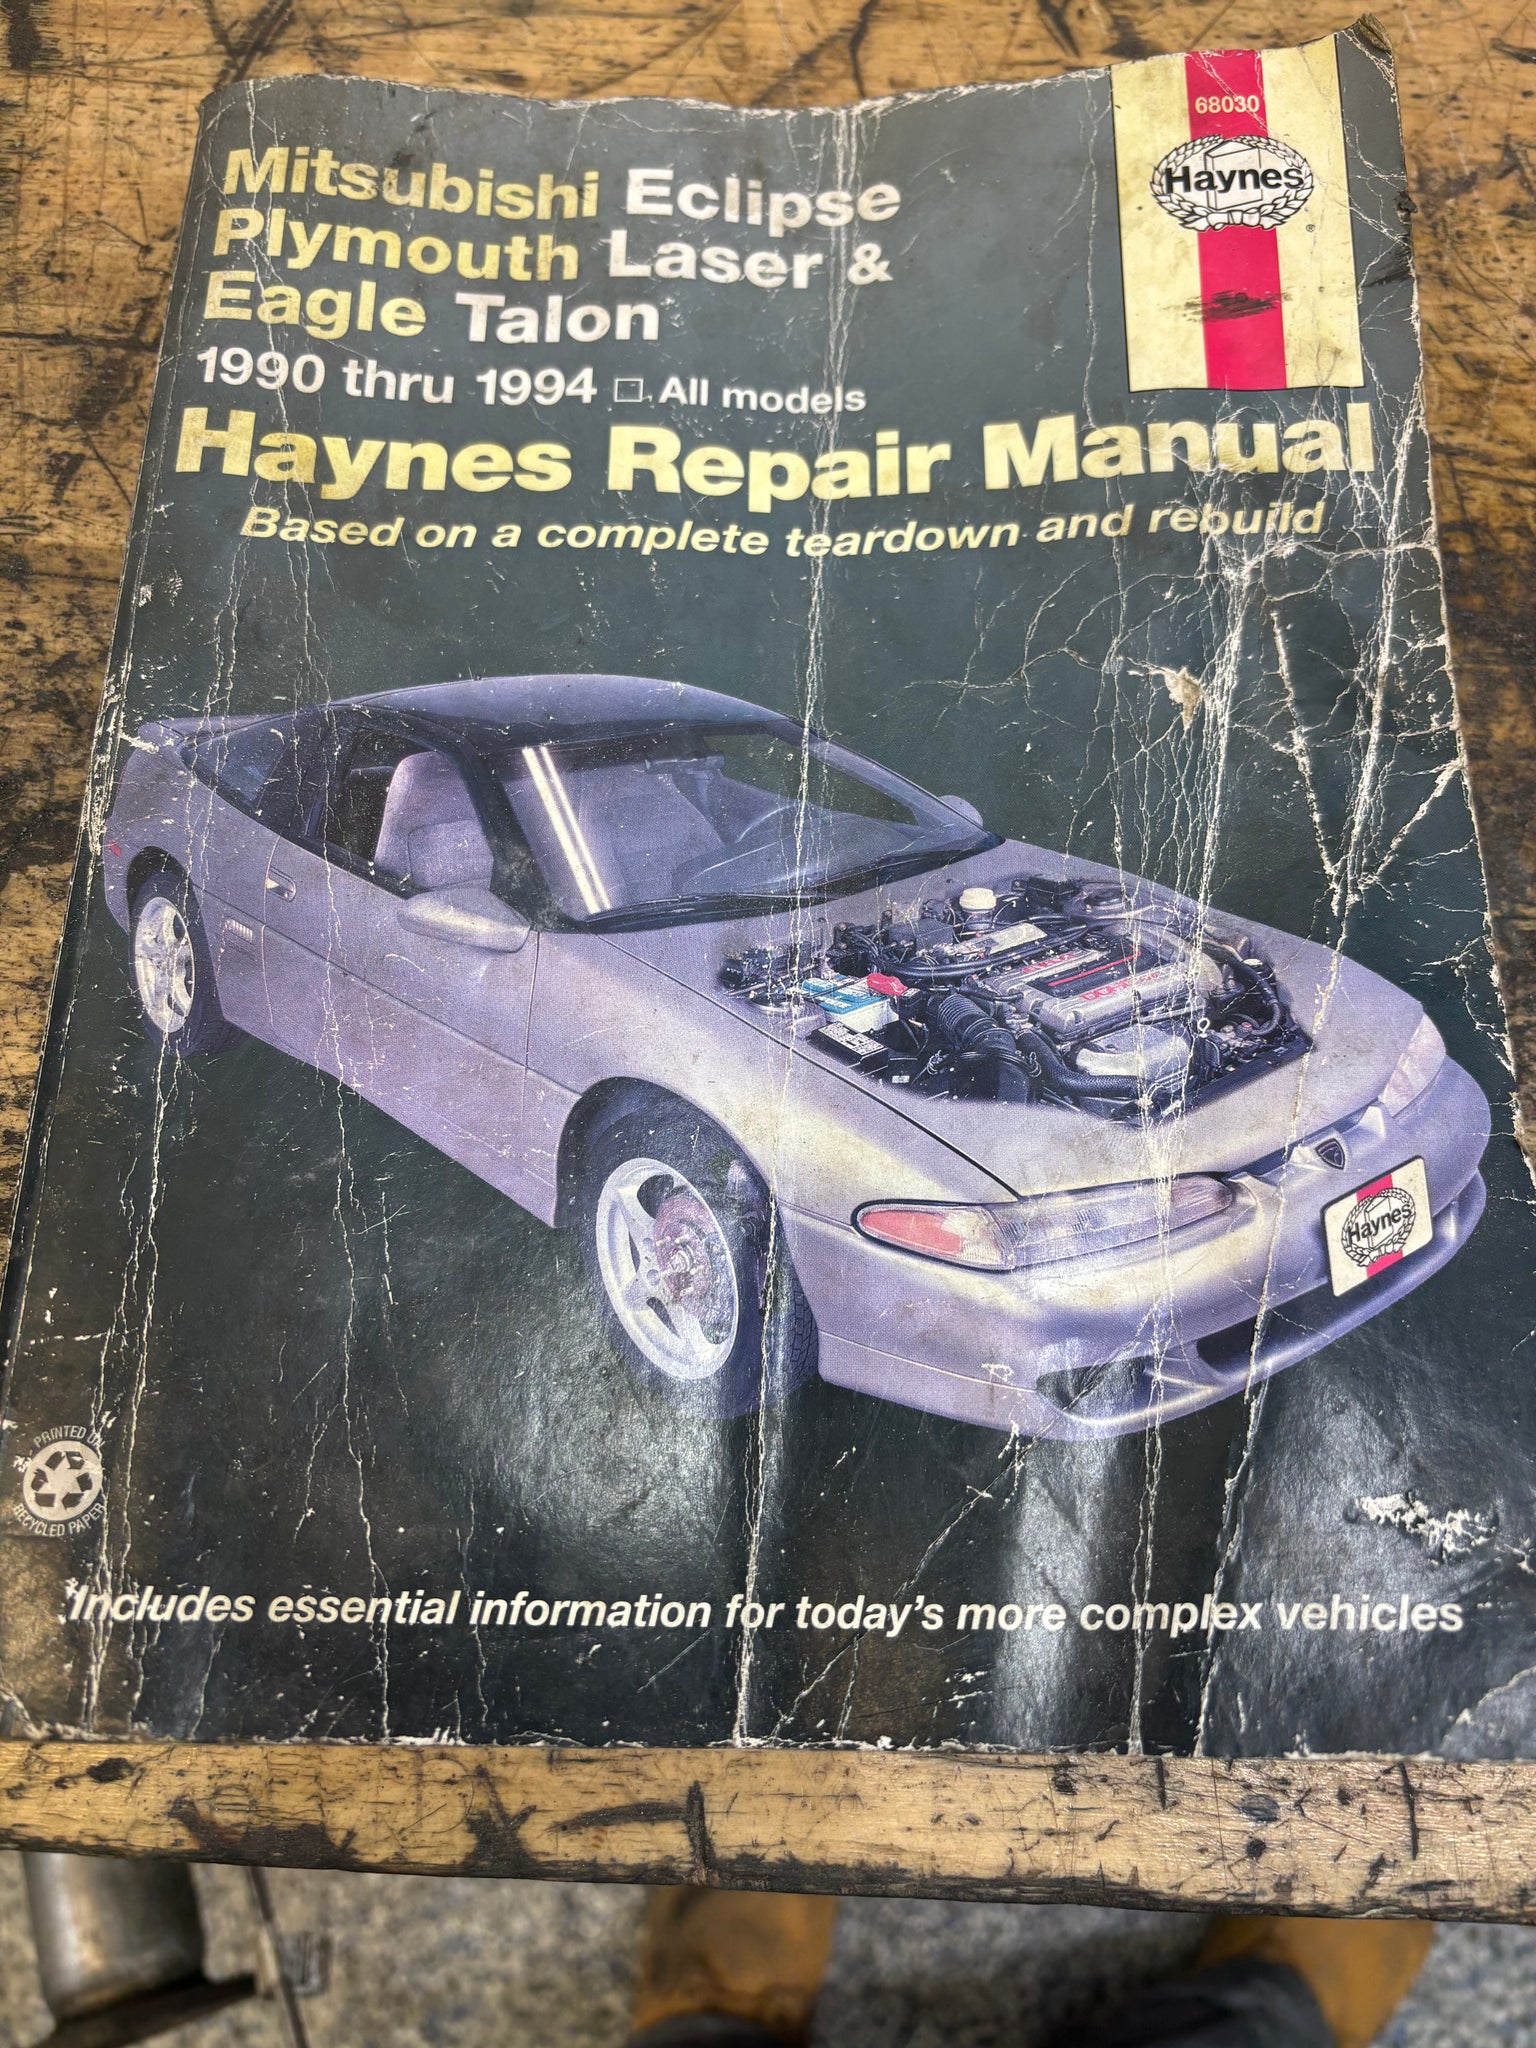 68030
Haynes
®
Mitsubishi Eclipse
Plymouth Laser &
Eagle Talon
1990 thru 1994 □ All models
Haynes Repair Manual
Based on a complete teardown and rebuild
Haynes
PRINTED ON
RECYCLED PAPER
Includes essential information for today's more complex vehicles